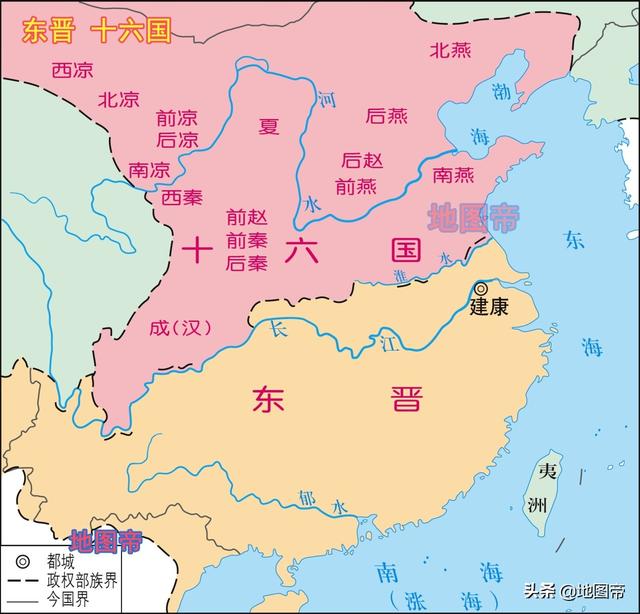 东晋 十六国
北燕
西凉
北凉
渤
河
前凉
后凉
夏
后燕
海
后赵
前燕
南凉
南燕
西秦
水
前赵
前秦
后秦
地图帝
十六国
东
淮水
建康
成(汉)
长
江
海
东晋
夷
洲
郁水
地图帝
都城
政权部族界
今国界
南海
(涨海)
头条 @地图帝